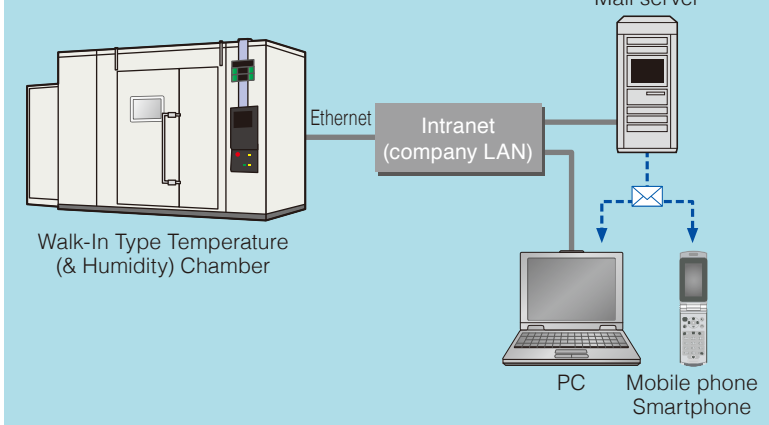 Mail server
Ethernet
Intranet
(company LAN)
Walk-In Type Temperature
(& Humidity) Chamber
PC
Mobile phone
Smartphone